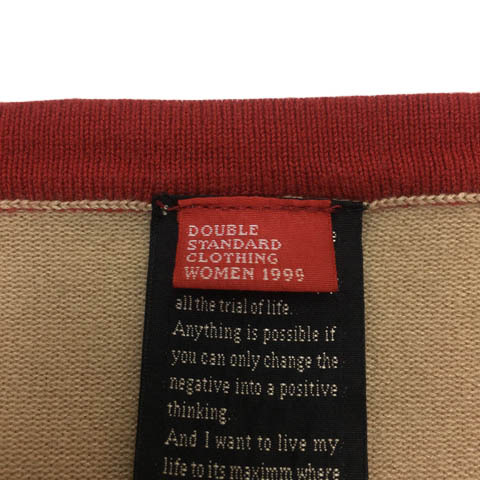 DOUBLE
STANDARD
CLOTHING
WOMEN 1999
all the trial of life.
Anything is possible if
you can only change the
negative into a positive
thinking.
And I want to live my
life to its maximm where